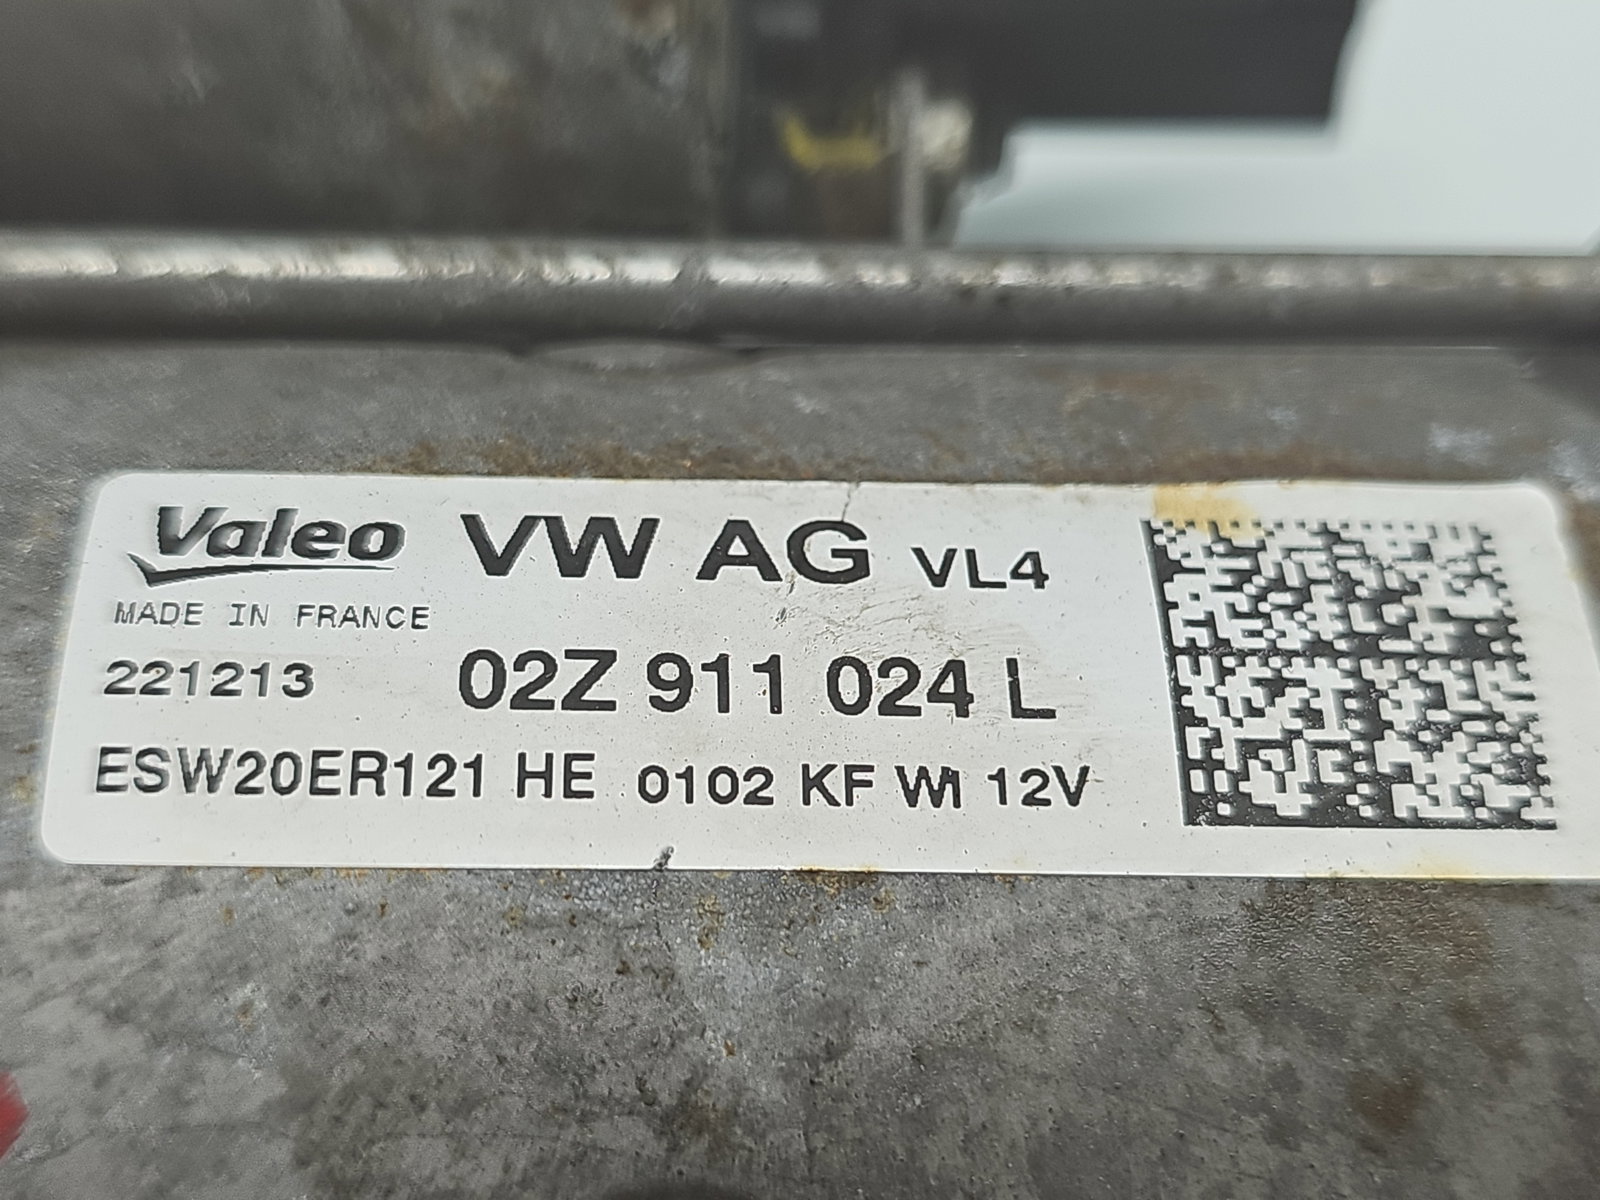 Valeo VW AG VL4
MADE IN FRANCE
221213 02Z 911 024 L
ESW20ER121 HE 0102 KF WI 12V